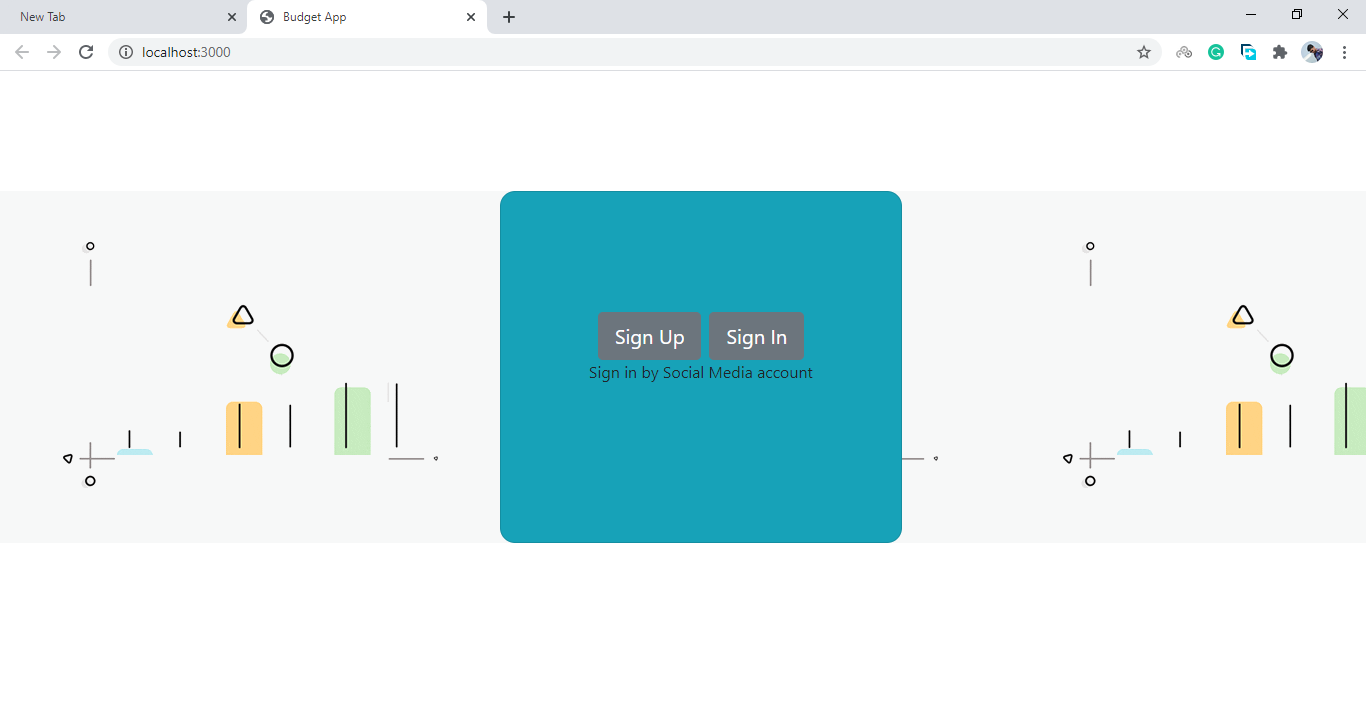 New Tab
Budget App
localhost:3000
Sign Up
Sign In
Sign in by Social Media account